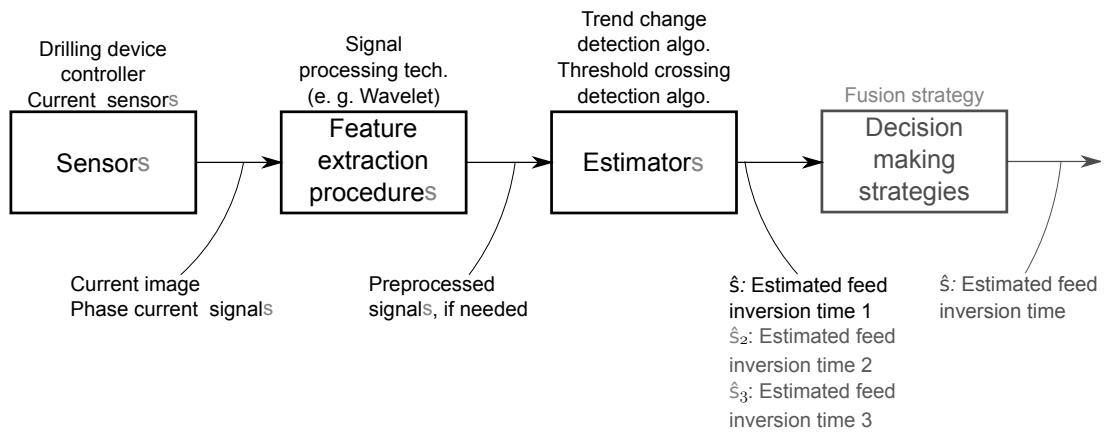 Drilling device
controller
Current sensors
Sensors
Signal
processing tech.
(e. g. Wavelet)
Feature
extraction
procedures
Trend change
detection algo.
Threshold crossing
detection algo.
Estimators
Fusion strategy
Decision
making
strategies
Current image
Phase current signals
Preprocessed
signals, if needed
ŝ: Estimated feed
inversion time 1
ŝ₂: Estimated feed
inversion time 2
ŝ₃: Estimated feed
inversion time 3
ŝ: Estimated feed
inversion time